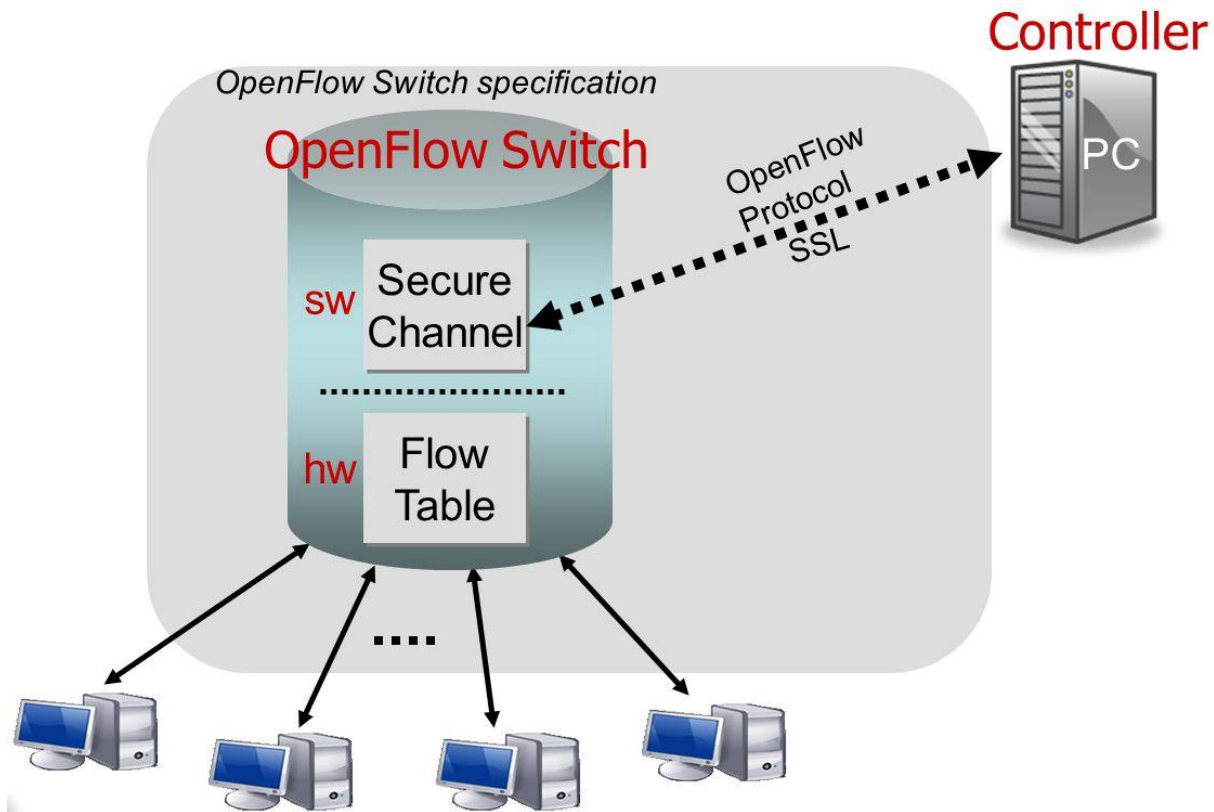 Controller
OpenFlow Switch specification
OpenFlow Switch
OpenFlow
Protocol
SSL
PC
sw
Secure
Channel
hw
Flow
Table